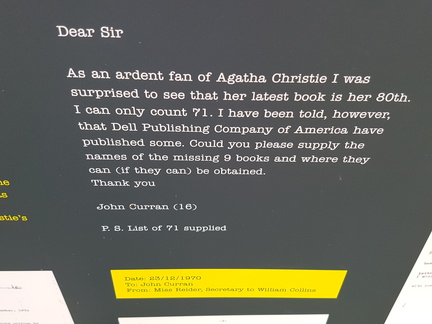 Dear Sir
As an ardent fan of Agatha Christie I was
surprised to see that her latest book is her 80th.
I can only count 71. I have been told, however,
that Dell Publishing Company of America have
published some. Could you please supply the
names of the missing 9 books and where they
can (if they can) be obtained.
Thank you
John Curran (16)
P. S. List of 71 supplied
stie's
Date: 23/12/1970
To: John Curran
From: Miss Reider, Secretary to William Collins